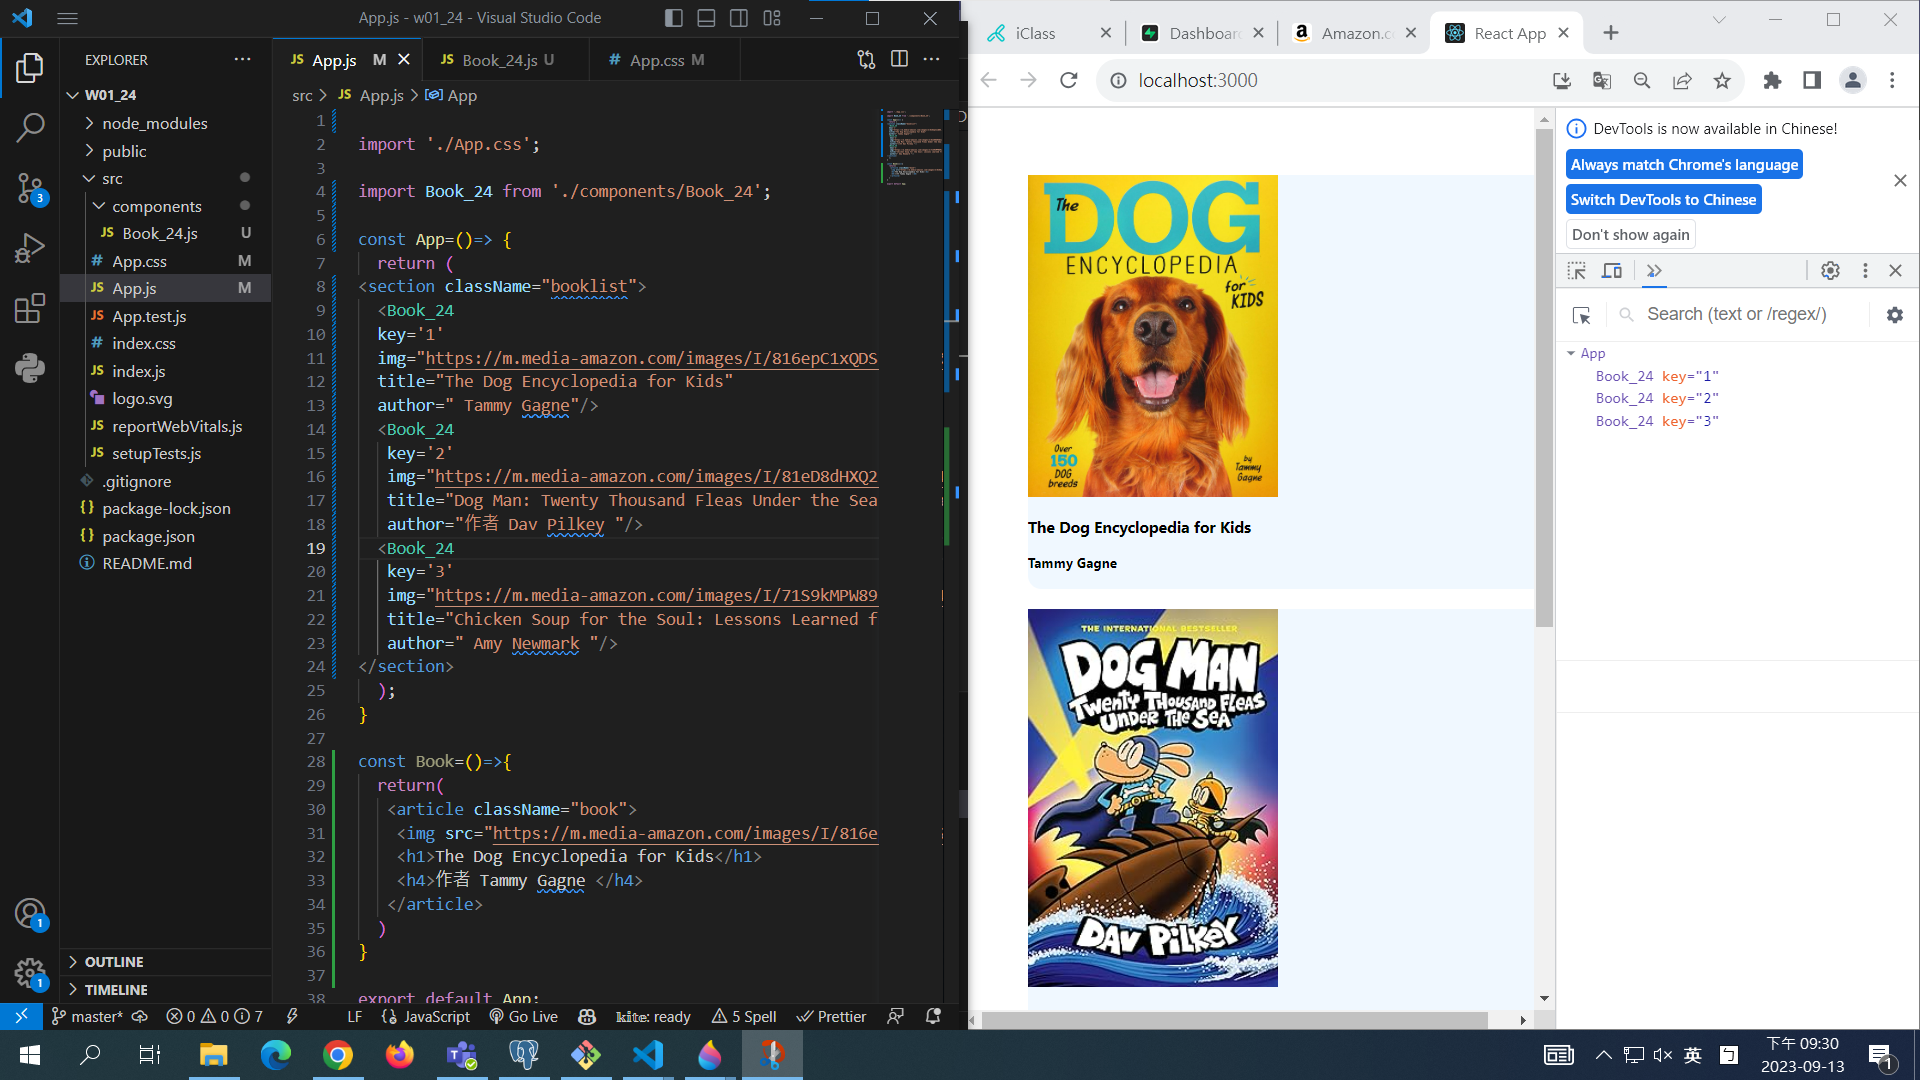 App.js - w01_24 - Visual Studio Code
EXPLORER
W01_24
node_modules
public
src
components
JS Book_24.js U
# App.css M
JS App.js M
JS App.test.js
# index.css
JS index.js
logo.svg
JS reportWebVitals.js
JS setupTests.js
.gitignore
{} package-lock.json
{} package.json
README.md
OUTLINE
TIMELINE
3
1
1
JS App.js M
JS Book_24.js U
# App.css M
src > JS App.js > App
1
2 import './App.css';
3
4 import Book_24 from './components/Book_24';
5
6 const App=()=> {
7 return (
8 <section className="booklist">
9 <Book_24
10 key='1'
11 img="https://m.media-amazon.com/images/I/816epC1xQDS
12 title="The Dog Encyclopedia for Kids"
13 author=" Tammy Gagne"/>
14 <Book_24
15 key='2'
16 img="https://m.media-amazon.com/images/I/81eD8dHXQ2
17 title="Dog Man: Twenty Thousand Fleas Under the Sea
18 author="作者 Dav Pilkey "/>
19 <Book_24
20 key='3'
21 img="https://m.media-amazon.com/images/I/71S9kMPW89
22 title="Chicken Soup for the Soul: Lessons Learned f
23 author=" Amy Newmark "/>
24 </section>
25 );
26 }
27
28 const Book=()=>{
29 return(
30 <article className="book">
31 <img src="https://m.media-amazon.com/images/I/816e
32 <h1>The Dog Encyclopedia for Kids</h1>
33 <h4>作者 Tammy Gagne </h4>
34 </article>
35 )
36 }
37
38 export default App;
master* 0 0 7 LF {} JavaScript Go Live kite: ready 5 Spell Prettier
iClass
Dashboar
Amazon.c
React App
localhost:3000
The DOG
ENCYCLOPEDIA
for KIDS
Over 150 DOG breeds
by Tammy Gagne
The Dog Encyclopedia for Kids
Tammy Gagne
THE INTERNATIONAL BESTSELLER
DOG MAN
TWENTY THOUSAND FLEAS
UNDER THE SEA
DAV PILKEY
DevTools is now available in Chinese!
Always match Chrome's language
Switch DevTools to Chinese
Don't show again
Search (text or /regex/)
App
Book_24 key="1"
Book_24 key="2"
Book_24 key="3"
英
下午 09:30
2023-09-13
1